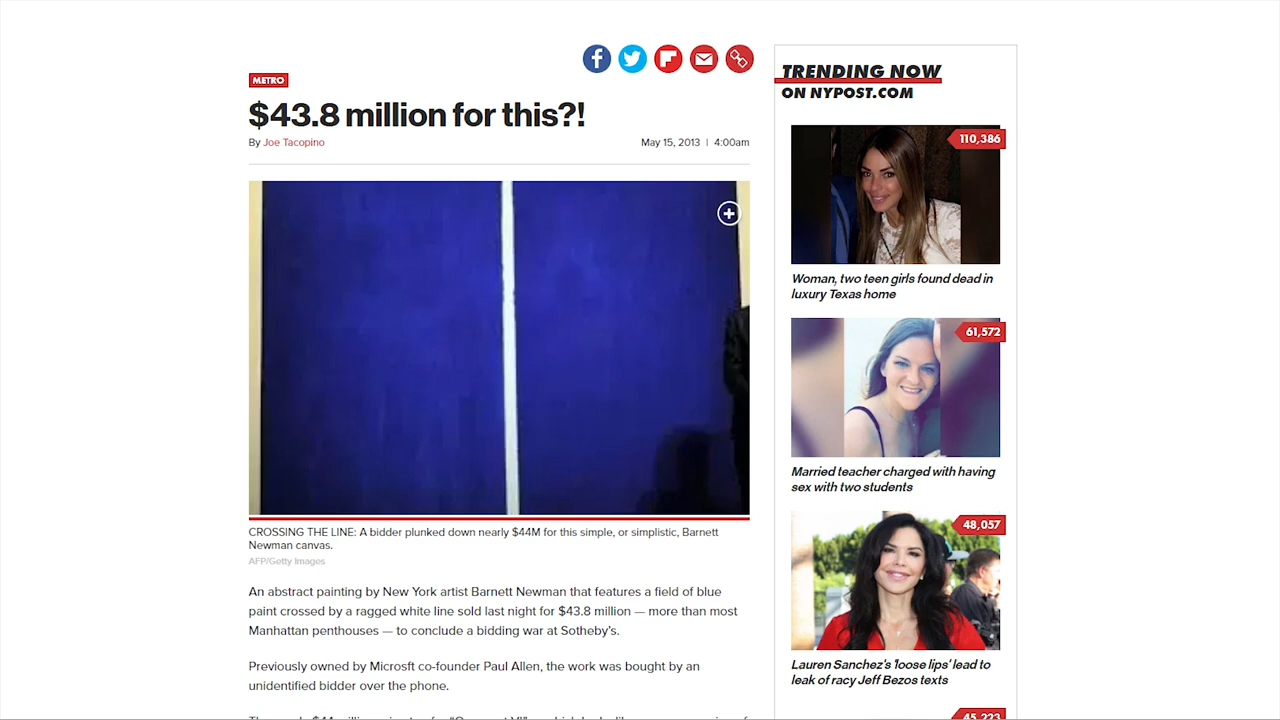 METRO
$43.8 million for this?!
By Joe Tacopino
May 15, 2013 | 4:00am
CROSSING THE LINE: A bidder plunked down nearly $44M for this simple, or simplistic, Barnett
Newman canvas.
AFP/Getty Images
An abstract painting by New York artist Barnett Newman that features a field of blue
paint crossed by a ragged white line sold last night for $43.8 million — more than most
Manhattan penthouses — to conclude a bidding war at Sotheby's.
Previously owned by Microsft co-founder Paul Allen, the work was bought by an
unidentified bidder over the phone.
TRENDING NOW
ON NYPOST.COM
110,386
Woman, two teen girls found dead in
luxury Texas home
61,572
Married teacher charged with having
sex with two students
48,057
Lauren Sanchez's 'loose lips' lead to
leak of racy Jeff Bezos texts
45,223